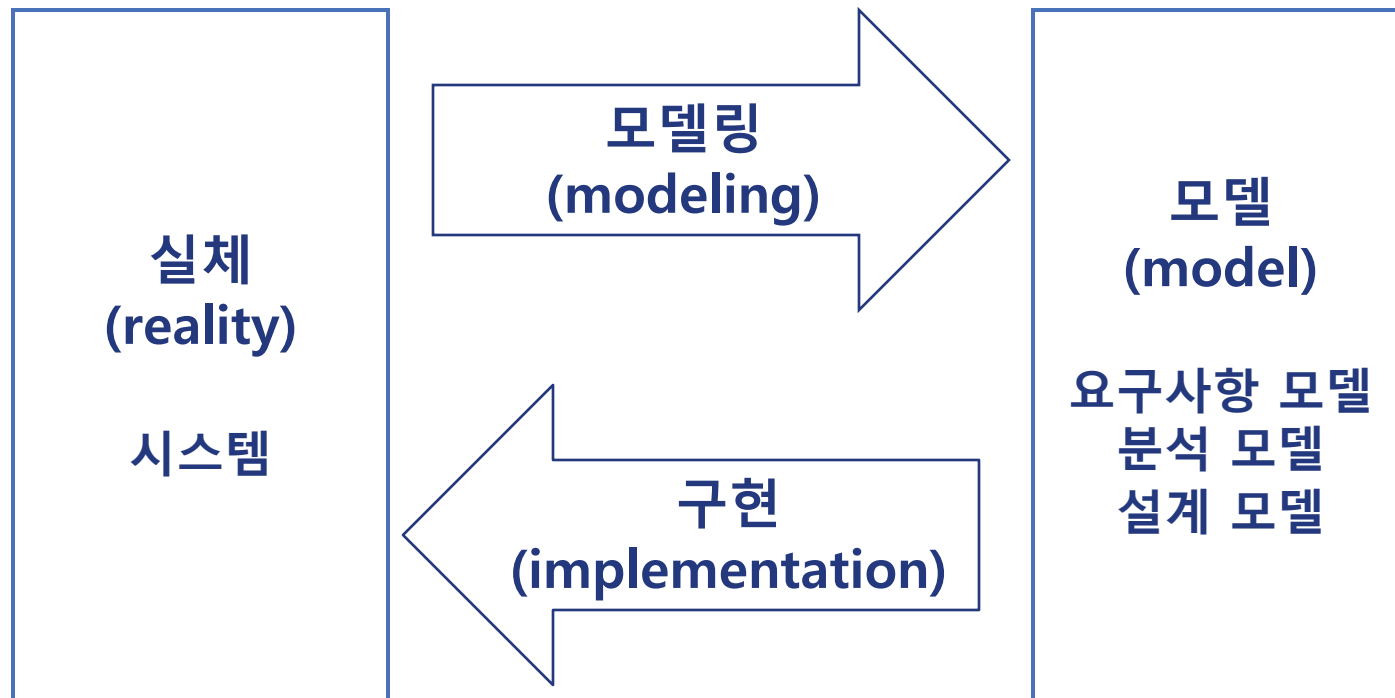 실체
(reality)
시스템
모델링
(modeling)
구현
(implementation)
모델
(model)
요구사항 모델
분석 모델
설계 모델